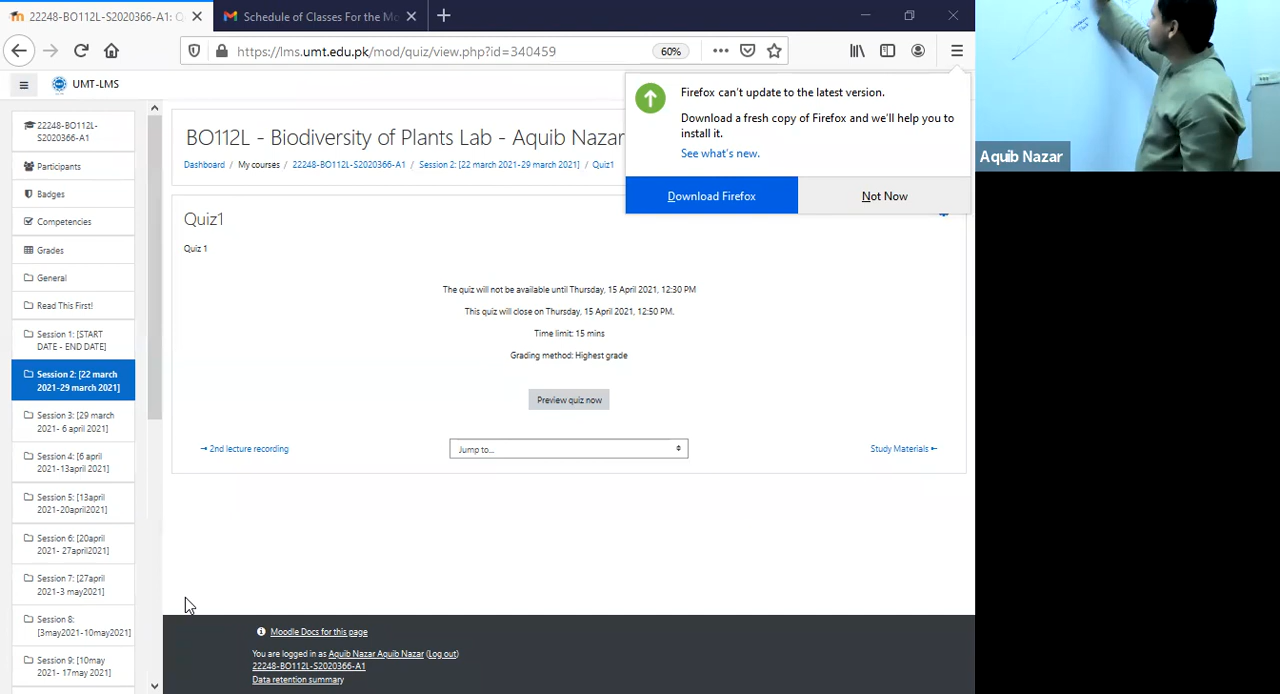 22248-BO112L-S2020366-A1: Q
Schedule of Classes For the Mo
https://lms.umt.edu.pk/mod/quiz/view.php?id=340459
60%
UMT-LMS
Firefox can't update to the latest version.
Download a fresh copy of Firefox and we'll help you to
install it.
See what's new.
Download Firefox
Not Now
Aquib Nazar
22248-BO112L-
S2020366-A1
Participants
Badges
Competencies
Grades
General
Read This First!
Session 1: [START
DATE - END DATE]
Session 2: [22 march
2021-29 march 2021]
Session 3: [29 march
2021- 6 april 2021]
Session 4: [6 april
2021-13april 2021]
Session 5: [13april
2021-20april2021]
Session 6: [20april
2021- 27april2021]
Session 7: [27april
2021-3 may2021]
Session 8:
[3may2021-10may2021]
Session 9: [10may
2021- 17may 2021]
BO112L - Biodiversity of Plants Lab - Aquib Nazar
Dashboard / My courses / 22248-BO112L-S2020366-A1 / Session 2: [22 march 2021-29 march 2021] / Quiz1
Quiz1
Quiz 1
The quiz will not be available until Thursday, 15 April 2021, 12:30 PM
This quiz will close on Thursday, 15 April 2021, 12:50 PM.
Time limit: 15 mins
Grading method: Highest grade
Preview quiz now
2nd lecture recording
Jump to...
Study Materials
Moodle Docs for this page
You are logged in as Aquib Nazar Aquib Nazar (Log out)
22248-BO112L-S2020366-A1
Data retention summary